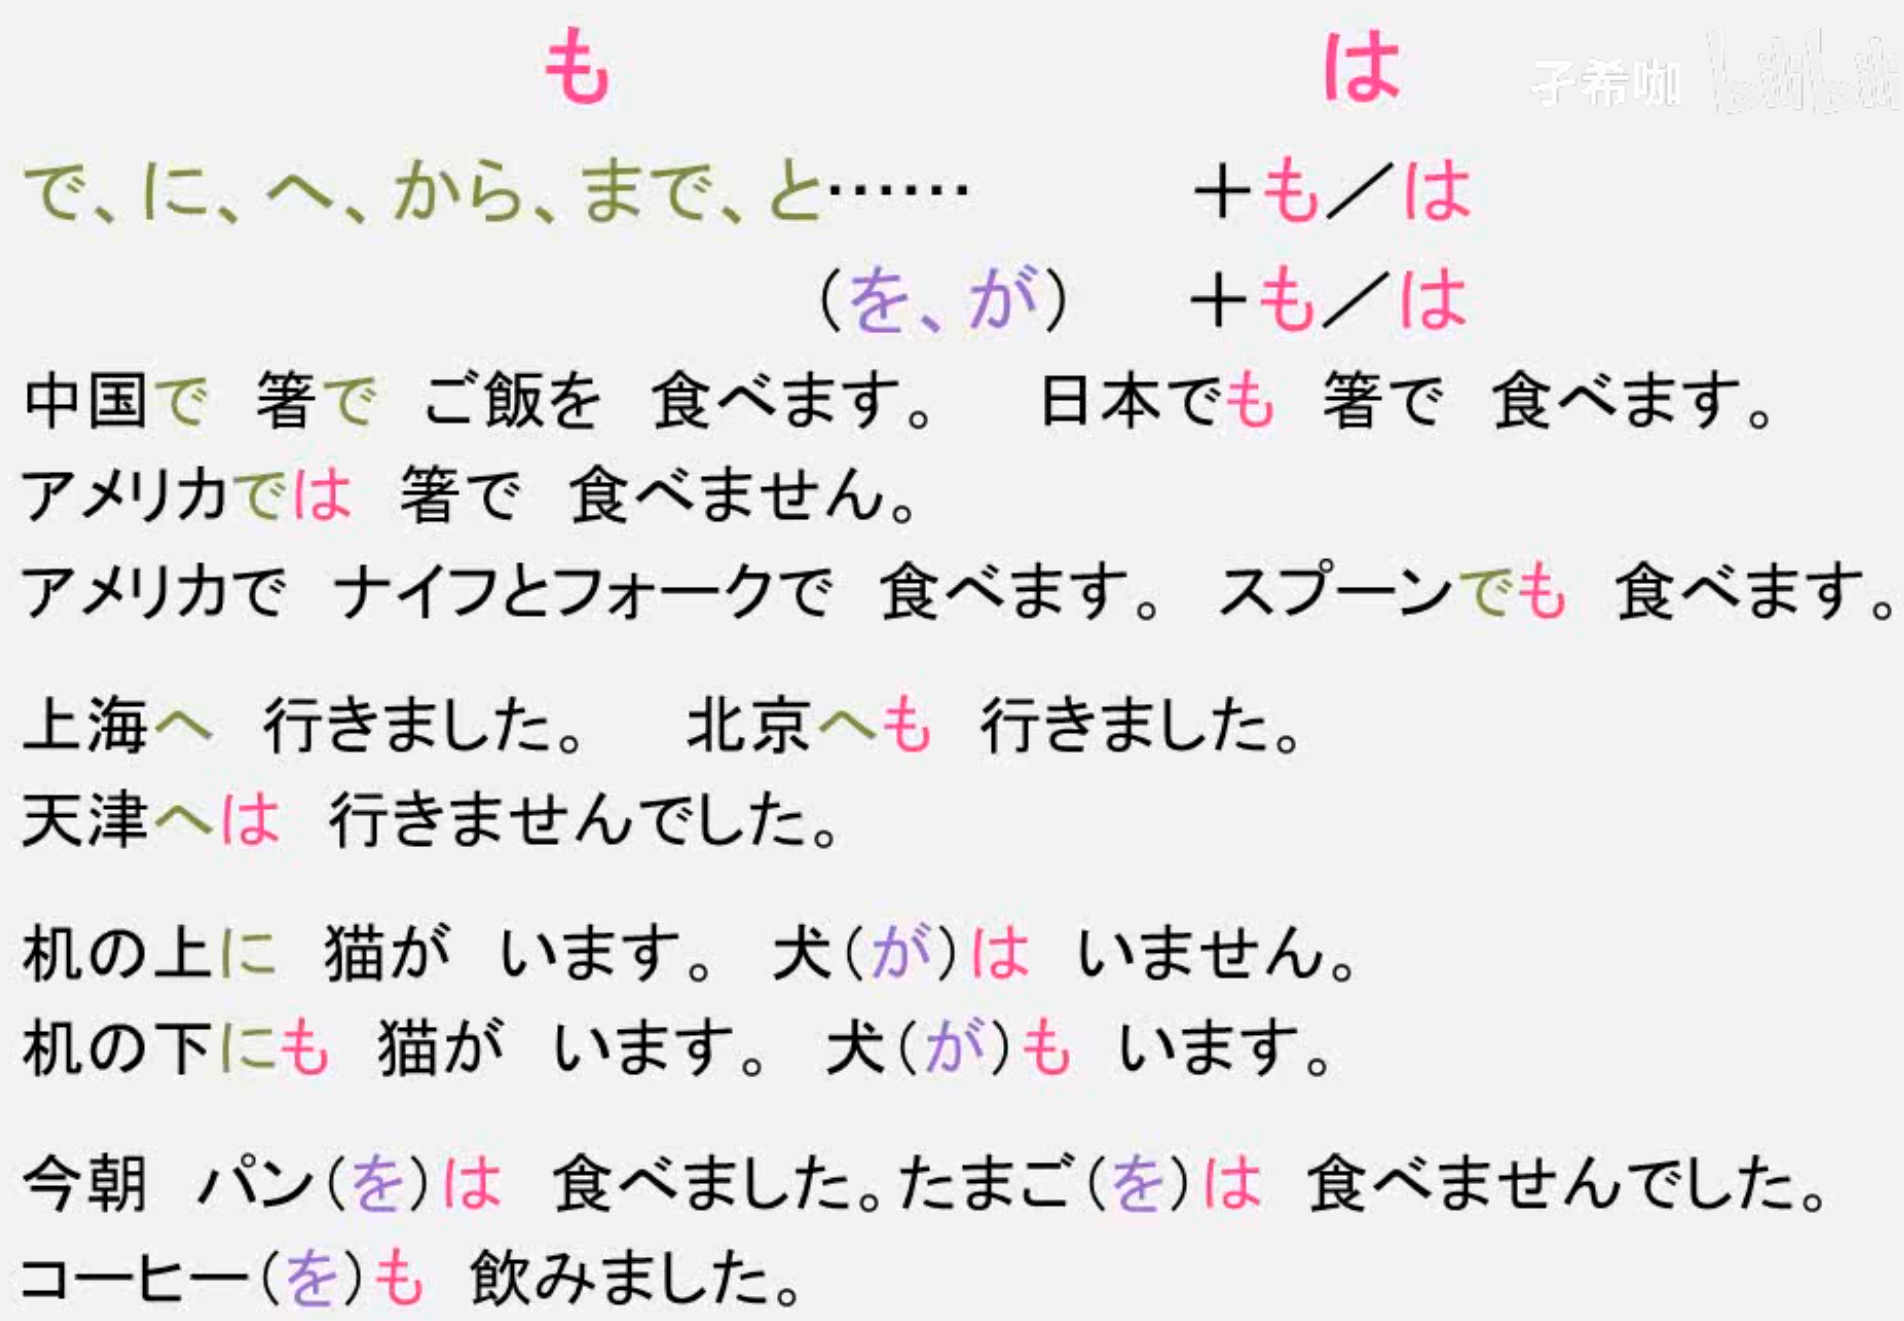 も　は　孑希咖 bilibili
で、に、へ、から、まで、と……　＋も／は
（を、が）　＋も／は
中国で　箸で　ご飯を　食べます。　日本でも　箸で　食べます。
アメリカでは　箸で　食べません。
アメリカで　ナイフとフォークで　食べます。　スプーンでも　食べます。
上海へ　行きました。　北京へも　行きました。
天津へは　行きませんでした。
机の上に　猫が　います。　犬（が）は　いません。
机の下にも　猫が　います。　犬（が）も　います。
今朝　パン（を）は　食べました。たまご（を）は　食べませんでした。
コーヒー（を）も　飲みました。